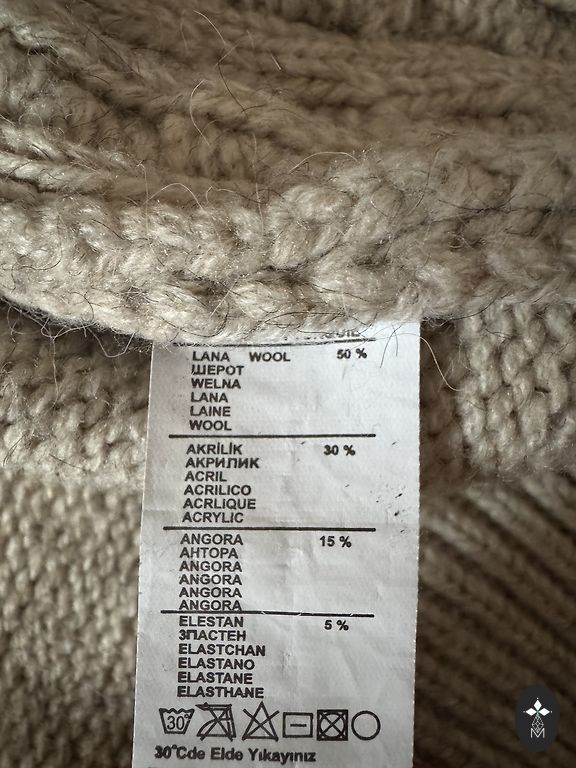 LANA WOOL 50 %
ШЕРОТ
WELNA
LANA
LAINE
WOOL
AKRİLİK 30 %
АКРИЛИК
ACRIL
ACRILICO
ACRLIQUE
ACRYLIC
ANGORA 15 %
АНТОРА
ANGORA
ANGORA
ANGORA
ANGORA
ELESTAN 5 %
ЗПАСТЕН
ELASTCHAN
ELASTANO
ELASTANE
ELASTHANE
30°
30°Cde Elde Yıkayınız
M